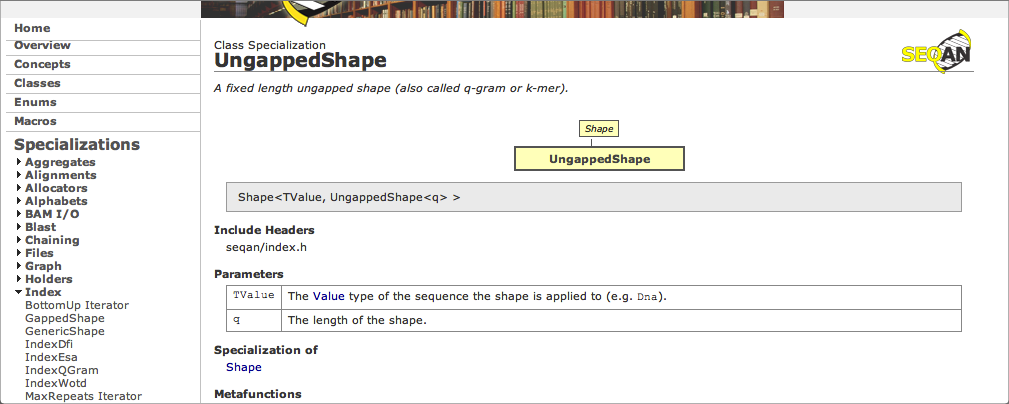 Home
Overview
Concepts
Classes
Enums
Macros
Specializations
Aggregates
Alignments
Allocators
Alphabets
BAM I/O
Blast
Chaining
Files
Graph
Holders
Index
BottomUp Iterator
GappedShape
GenericShape
IndexDfi
IndexEsa
IndexQGram
IndexWotd
MaxRepeats Iterator
SEQAN
Class Specialization
UngappedShape
A fixed length ungapped shape (also called q-gram or k-mer).
Shape
UngappedShape
Shape<TValue, UngappedShape<q> >
Include Headers
seqan/index.h
Parameters
TValue The Value type of the sequence the shape is applied to (e.g. Dna).
q The length of the shape.
Specialization of
Shape
Metafunctions